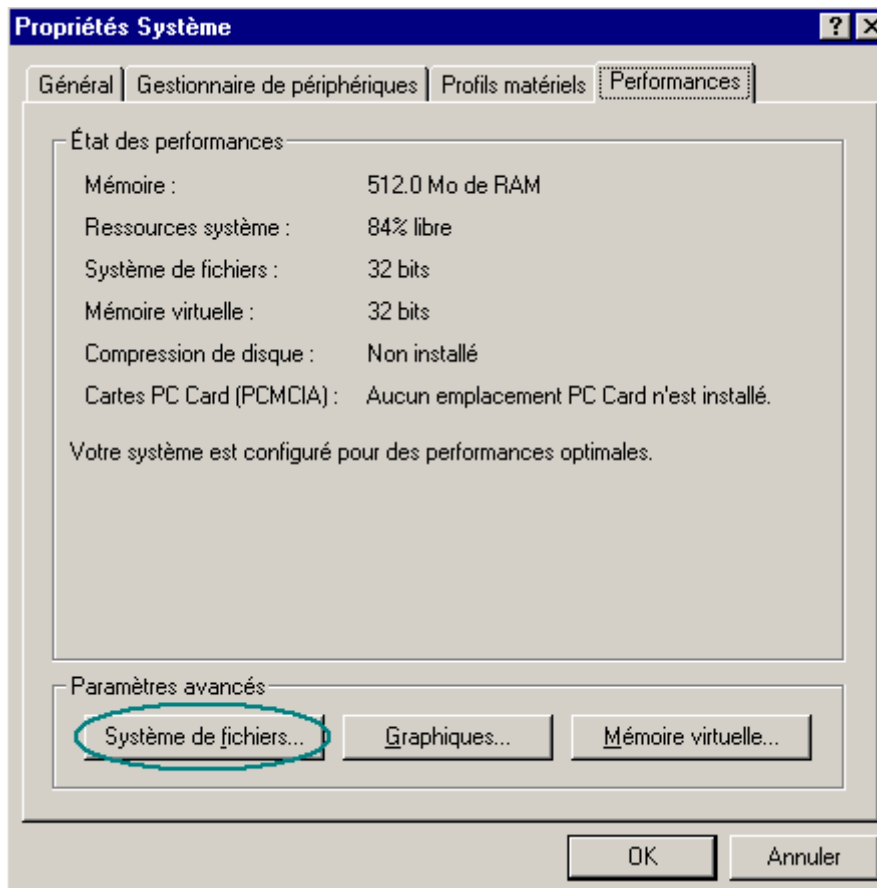 Propriétés Système
Général Gestionnaire de périphériques Profils matériels Performances
État des performances
Mémoire : 512.0 Mo de RAM
Ressources système : 84% libre
Système de fichiers : 32 bits
Mémoire virtuelle : 32 bits
Compression de disque : Non installé
Cartes PC Card (PCMCIA) : Aucun emplacement PC Card n'est installé.
Votre système est configuré pour des performances optimales.
Paramètres avancés
Système de fichiers... Graphiques... Mémoire virtuelle...
OK Annuler